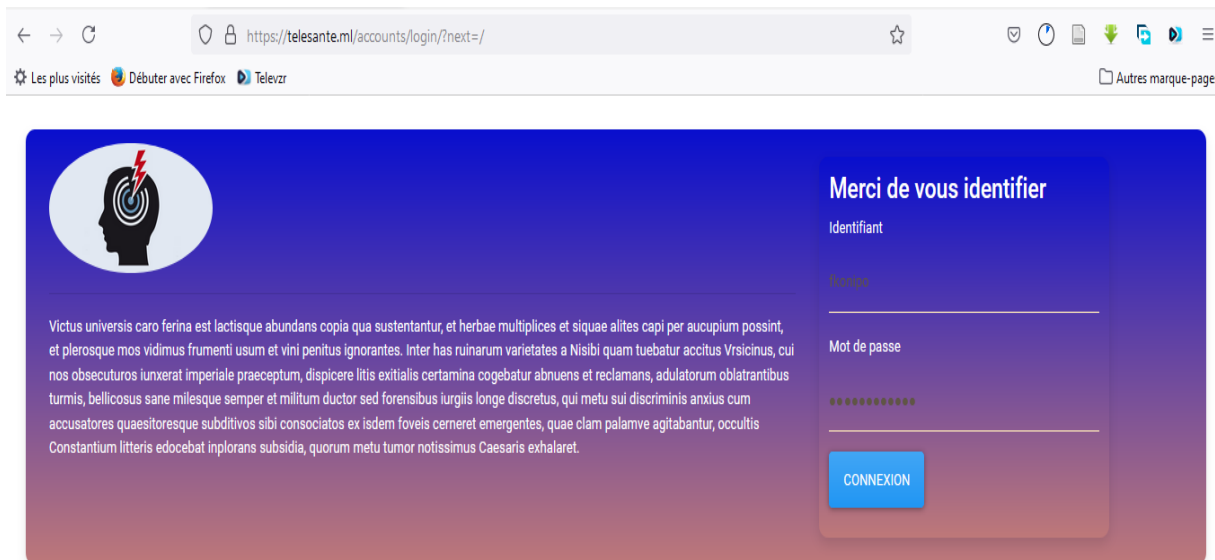 https://telesante.ml/accounts/login/?next=/
Les plus visités Débuter avec Firefox Televzr
Autres marque-page
Merci de vous identifier
Identifiant
fkonipo
Victus universis caro ferina est lactisque abundans copia qua sustentantur, et herbae multiplices et siquae alites capi per aucupium possint,
et plerosque mos vidimus frumenti usum et vini penitus ignorantes. Inter has ruinarum varietates a Nisibi quam tuebatur accitus Vrsicinus, cui
nos obsecuturos iunxerat imperiale praeceptum, dispicere litis exitialis certamina cogebatur abnuens et reclamans, adulatorum oblatrantibus
turmis, bellicosus sane milesque semper et militum ductor sed forensibus iurgiis longe discretus, qui metu sui discriminis anxius cum
accusatores quaesitoresque subditivos sibi consociatos ex isdem foveis cerneret emergentes, quae clam palamve agitabantur, occultis
Constantium litteris edocebat inplorans subsidia, quorum metu tumor notissimus Caesaris exhalaret.
Mot de passe
••••••••••••
CONNEXION